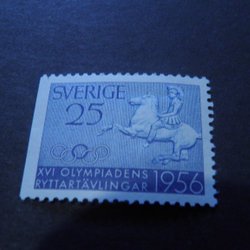 SVERIGE
25
XVI OLYMPIADENS
RYTTARTÄVLINGAR 1956